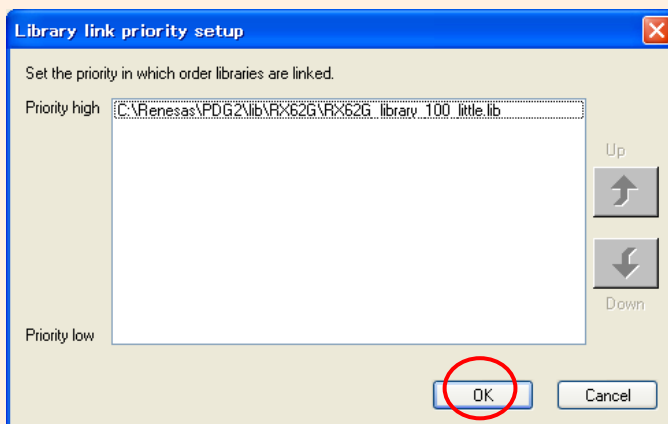 Library link priority setup
Set the priority in which order libraries are linked.
Priority high
C:\Renesas\PDG2\lib\RX62G\RX62G_library_100_little.lib
Up
Down
Priority low
OK
Cancel